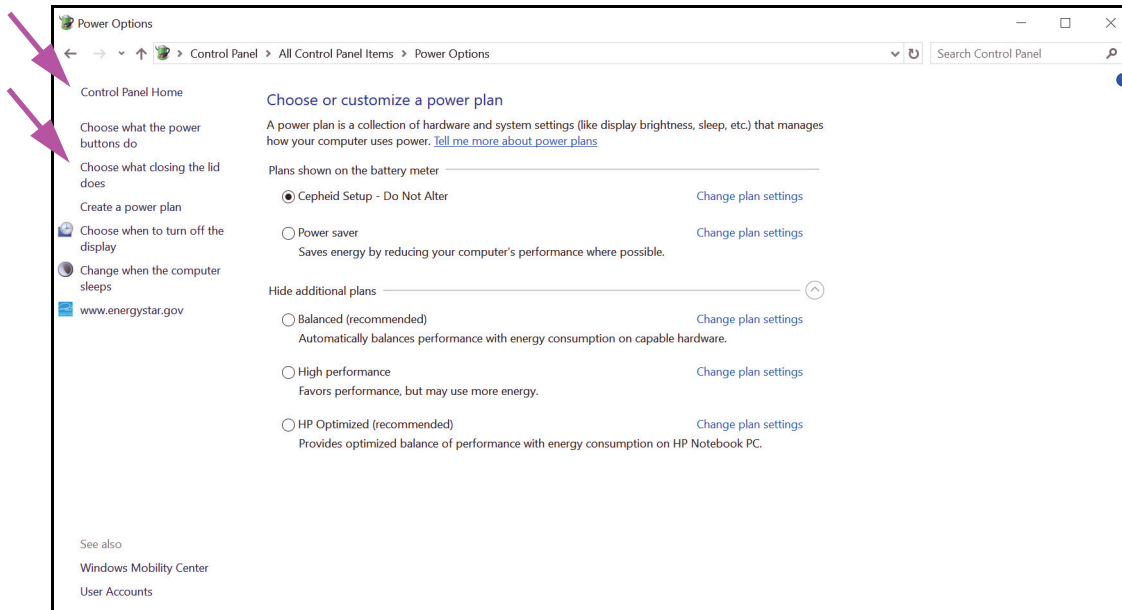 Power Options
Control Panel > All Control Panel Items > Power Options
Search Control Panel
Control Panel Home
Choose what the power
buttons do
Choose what closing the lid
does
Create a power plan
Choose when to turn off the
display
Change when the computer
sleeps
www.energystar.gov
Choose or customize a power plan
A power plan is a collection of hardware and system settings (like display brightness, sleep, etc.) that manages
how your computer uses power. Tell me more about power plans
Plans shown on the battery meter
Cepheid Setup - Do Not Alter Change plan settings
Power saver Change plan settings
Saves energy by reducing your computer's performance where possible.
Hide additional plans
Balanced (recommended) Change plan settings
Automatically balances performance with energy consumption on capable hardware.
High performance Change plan settings
Favors performance, but may use more energy.
HP Optimized (recommended) Change plan settings
Provides optimized balance of performance with energy consumption on HP Notebook PC.
See also
Windows Mobility Center
User Accounts